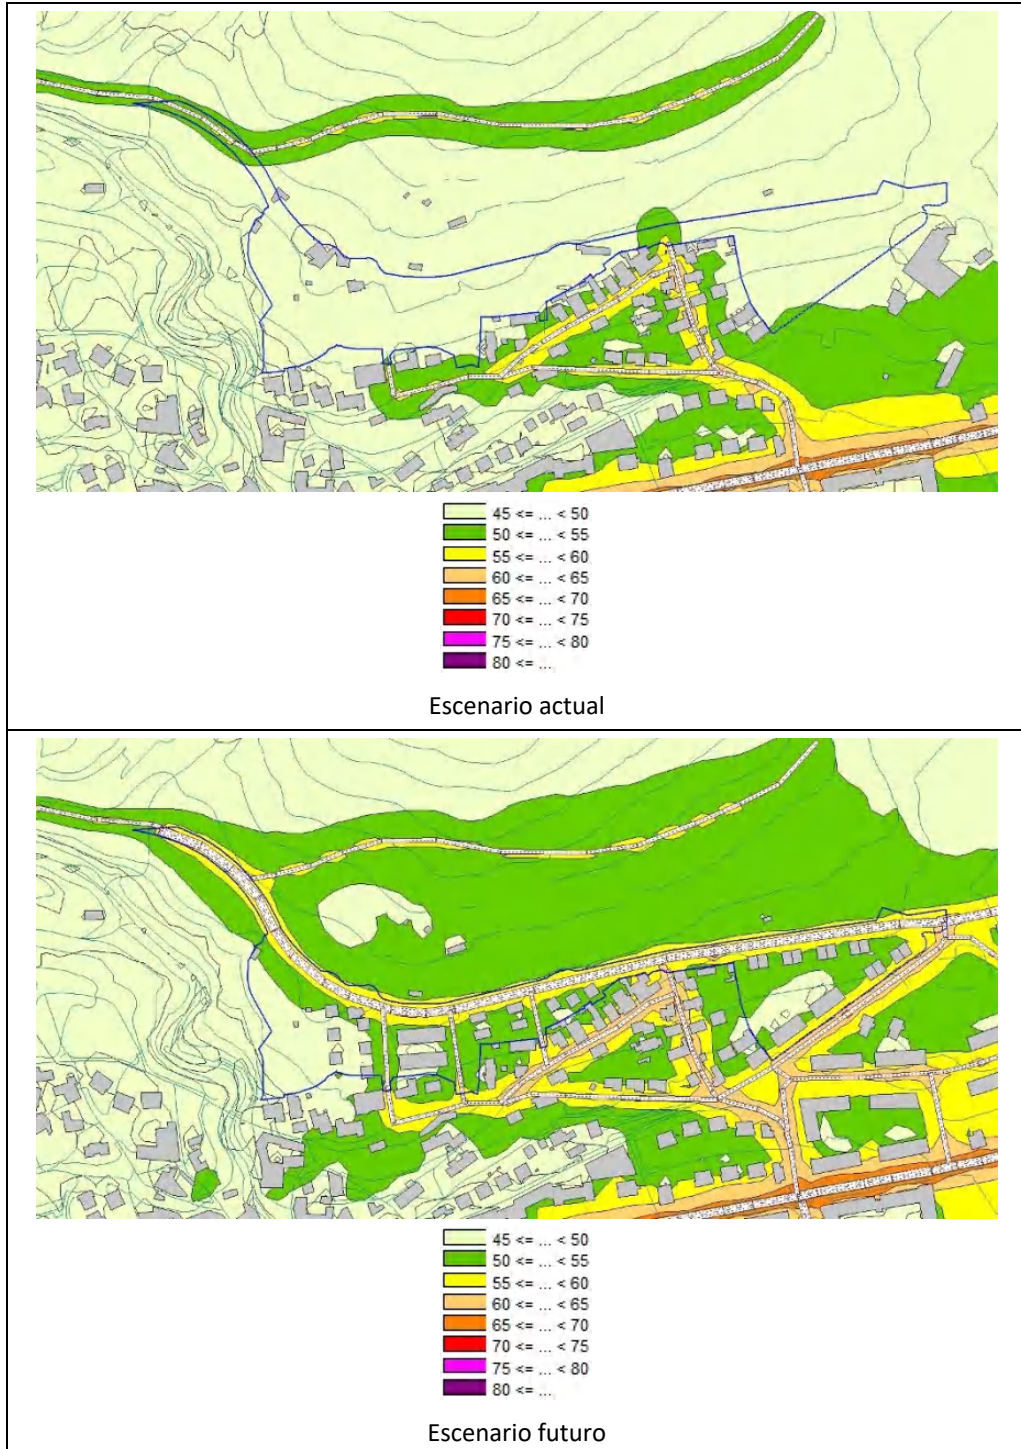 45 <= ... < 50
50 <= ... < 55
55 <= ... < 60
60 <= ... < 65
65 <= ... < 70
70 <= ... < 75
75 <= ... < 80
80 <= ...
Escenario actual
45 <= ... < 50
50 <= ... < 55
55 <= ... < 60
60 <= ... < 65
65 <= ... < 70
70 <= ... < 75
75 <= ... < 80
80 <= ...
Escenario futuro